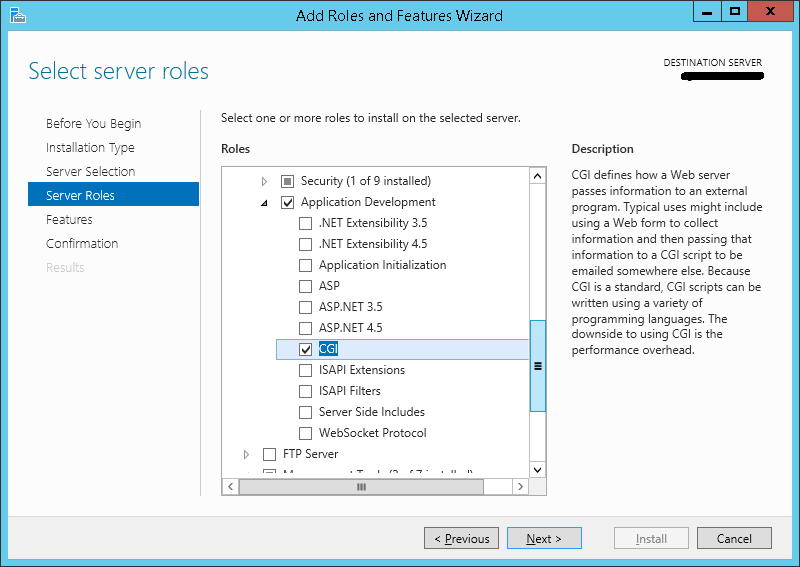 Add Roles and Features Wizard
Select server roles
DESTINATION SERVER
Before You Begin
Installation Type
Server Selection
Server Roles
Features
Confirmation
Results
Select one or more roles to install on the selected server.
Roles
Security (1 of 9 installed)
Application Development
.NET Extensibility 3.5
.NET Extensibility 4.5
Application Initialization
ASP
ASP.NET 3.5
ASP.NET 4.5
CGI
ISAPI Extensions
ISAPI Filters
Server Side Includes
WebSocket Protocol
FTP Server
Description
CGI defines how a Web server
passes information to an external
program. Typical uses might include
using a Web form to collect
information and then passing that
information to a CGI script to be
emailed somewhere else. Because
CGI is a standard, CGI scripts can be
written using a variety of
programming languages. The
downside to using CGI is the
performance overhead.
< Previous
Next >
Install
Cancel